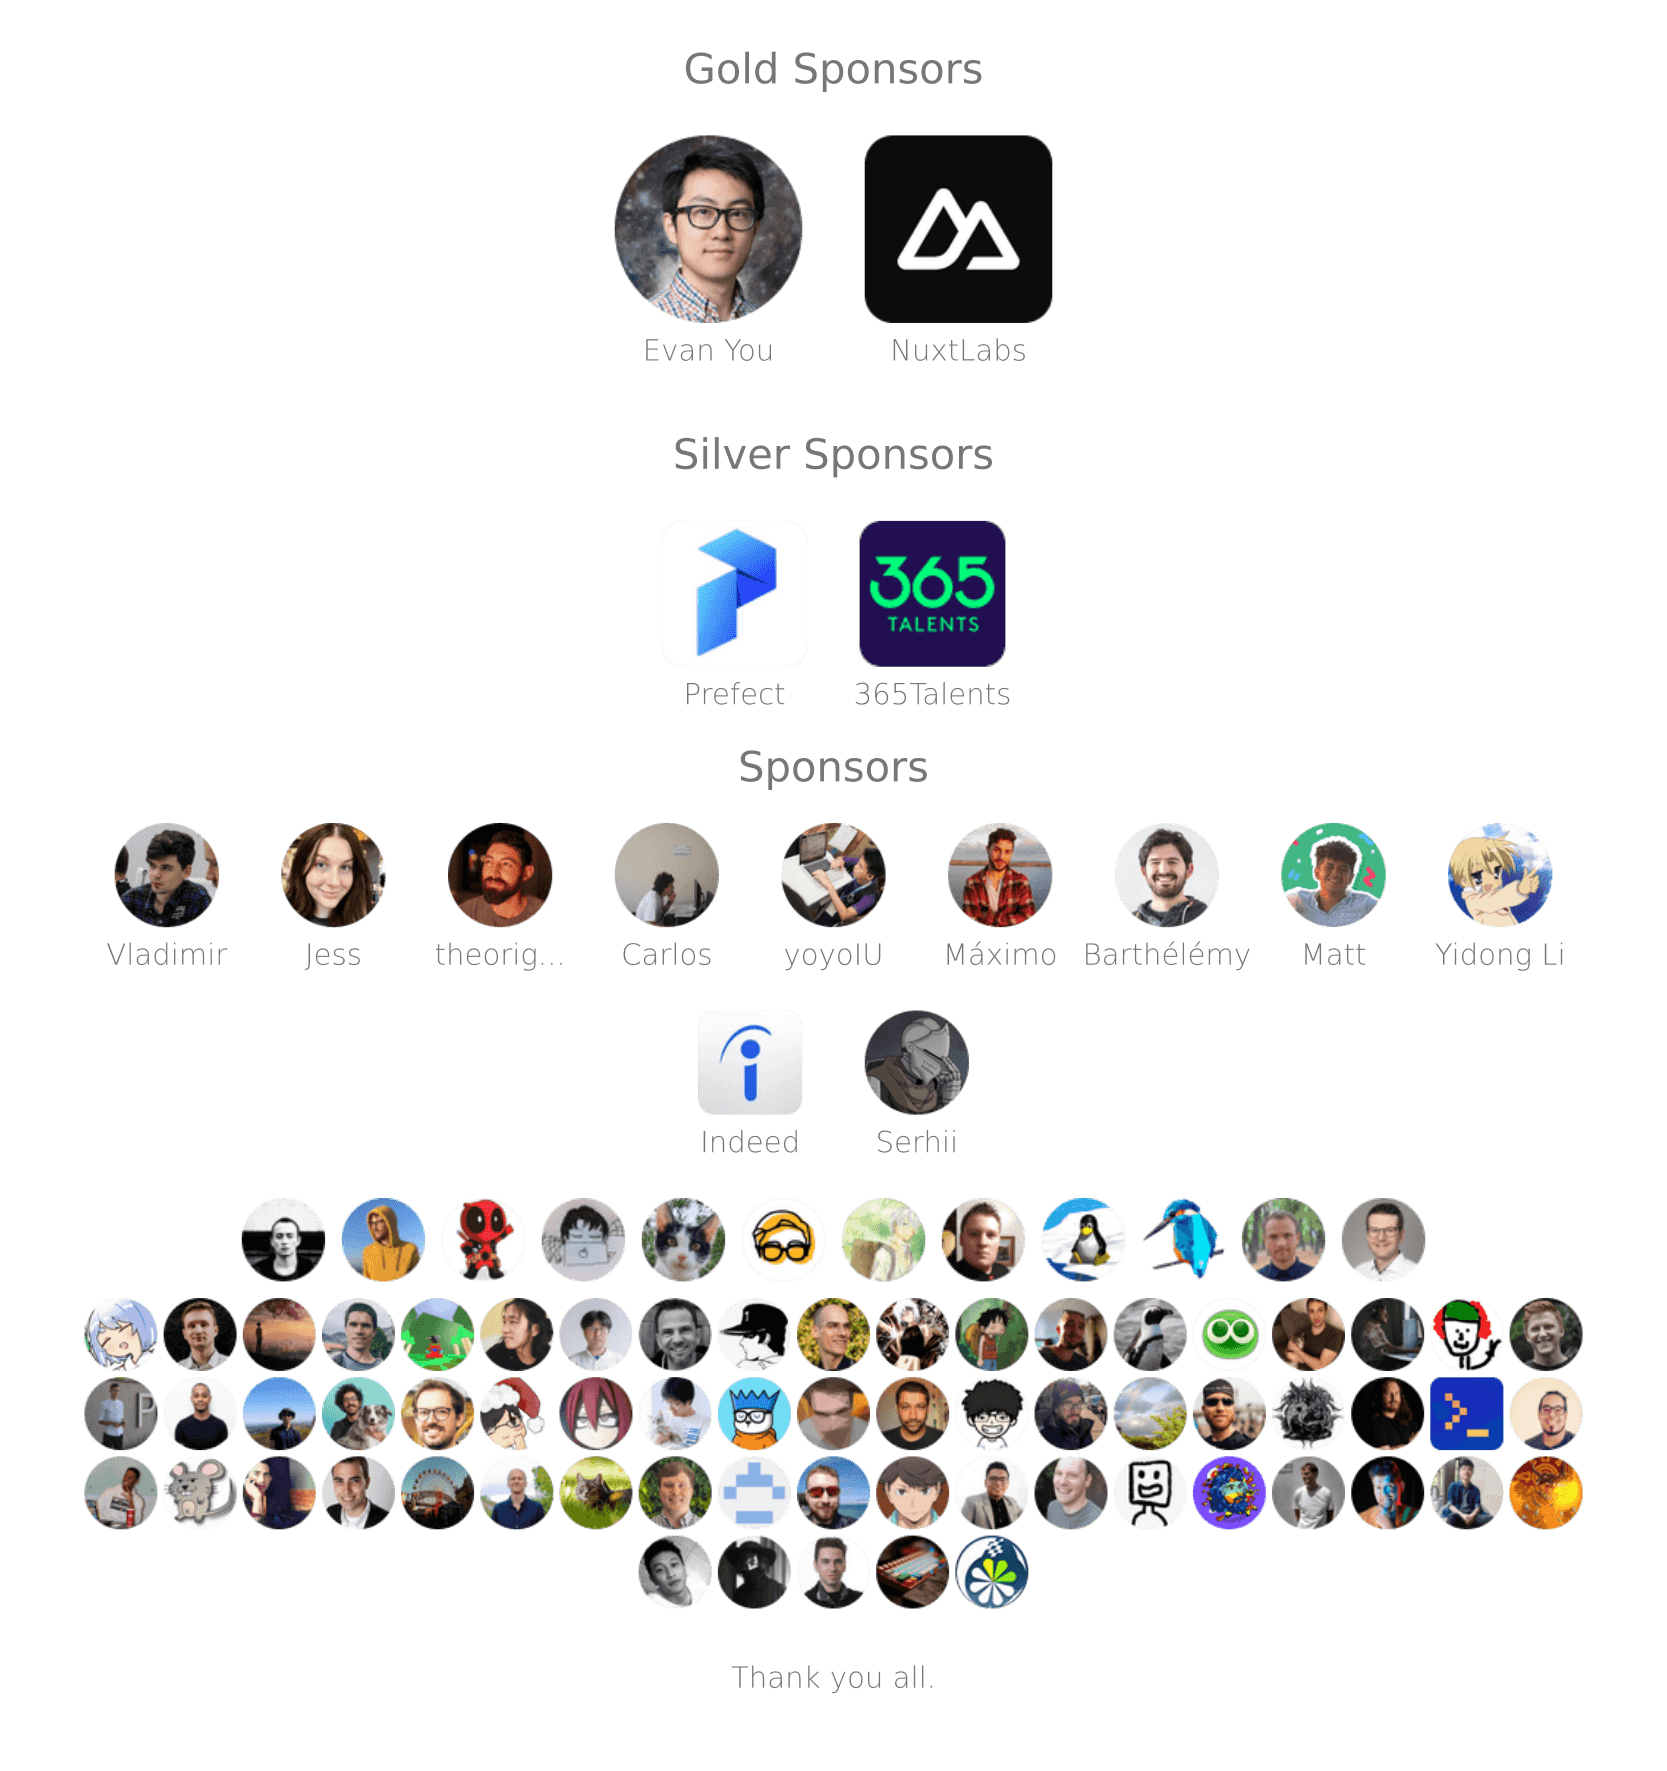 Gold Sponsors
Evan You NuxtLabs
Silver Sponsors
365
TALENTS
Prefect 365Talents
Sponsors
Vladimir Jess theorig... Carlos yoyoIU Máximo Barthélémy Matt Yidong Li
Indeed Serhii
Thank you all.